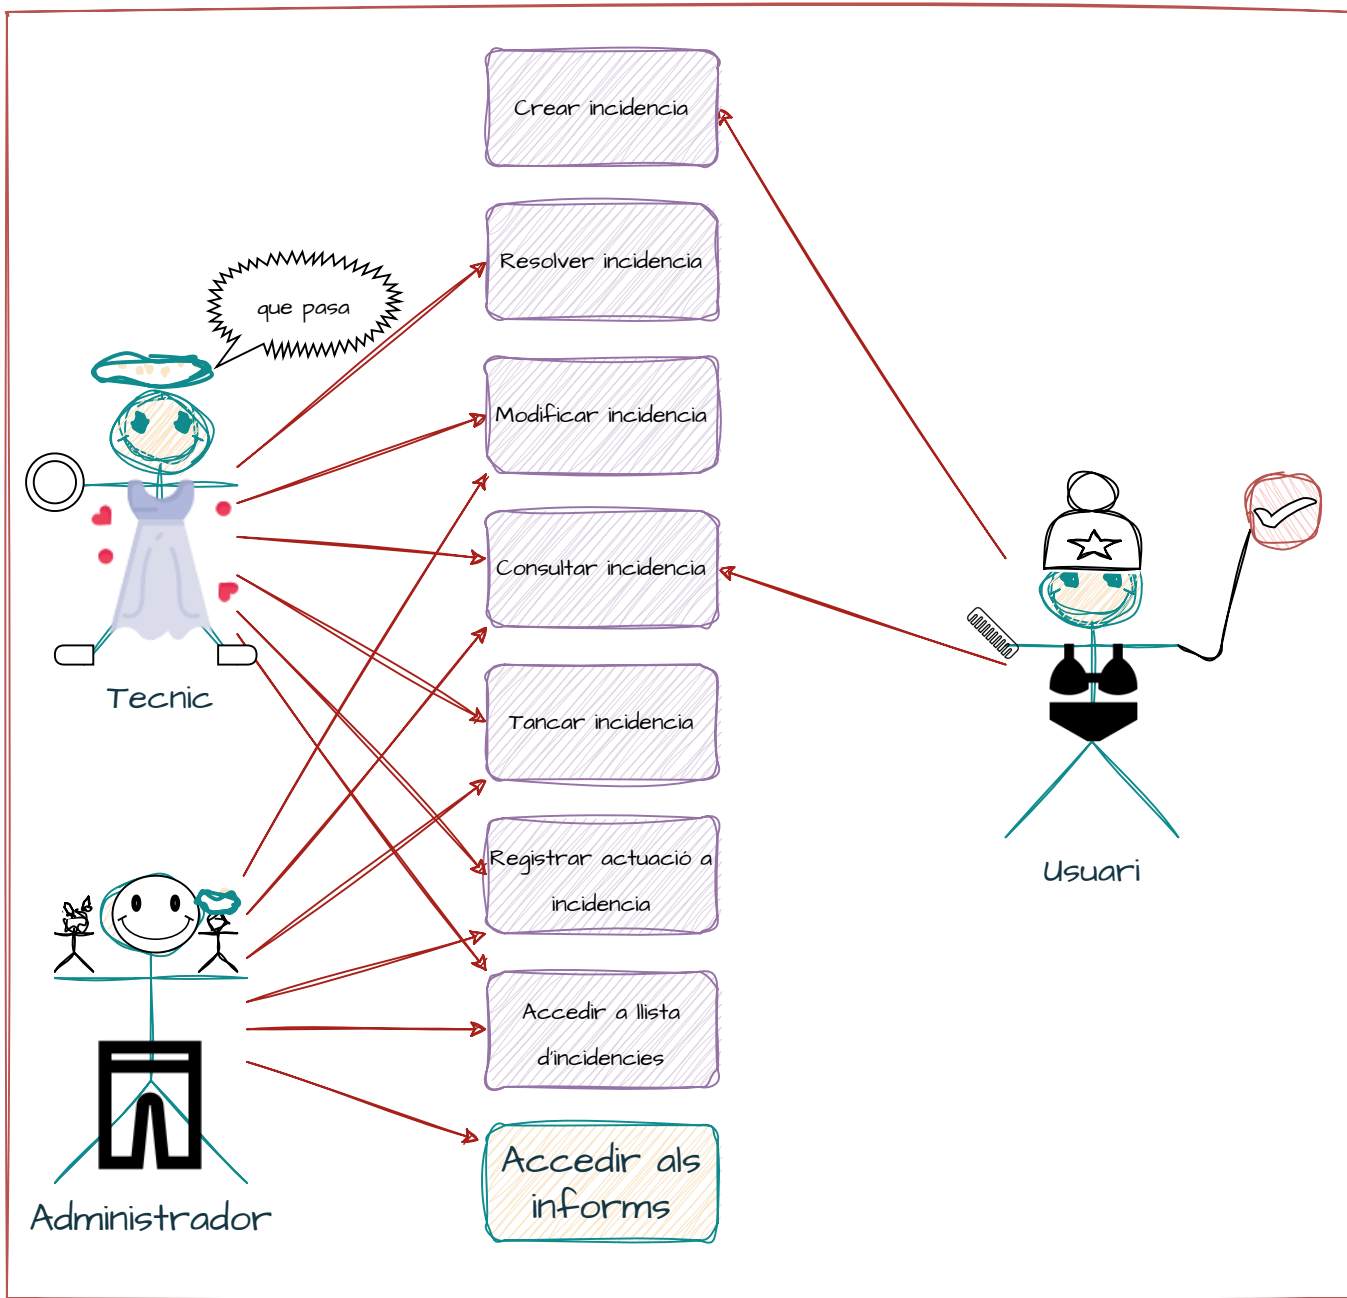 Crear incidencia
Resolver incidencia
que pasa
Modificar incidencia
Consultar incidencia
Tecnic
Tancar incidencia
Registrar actuació a
incidencia
Usuari
Accedir a llista
d'incidencies
Accedir als
informs
Administrador